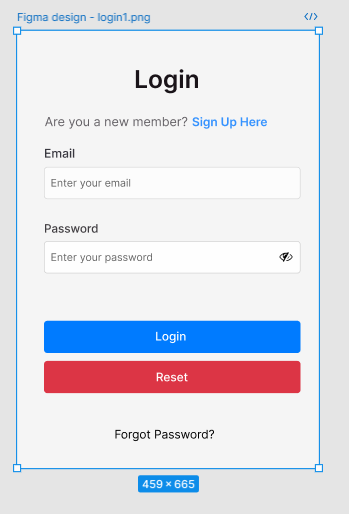 Figma design - login1.png </>
Login
Are you a new member? Sign Up Here
Email
Enter your email
Password
Enter your password
Login
Reset
Forgot Password?
459 × 665